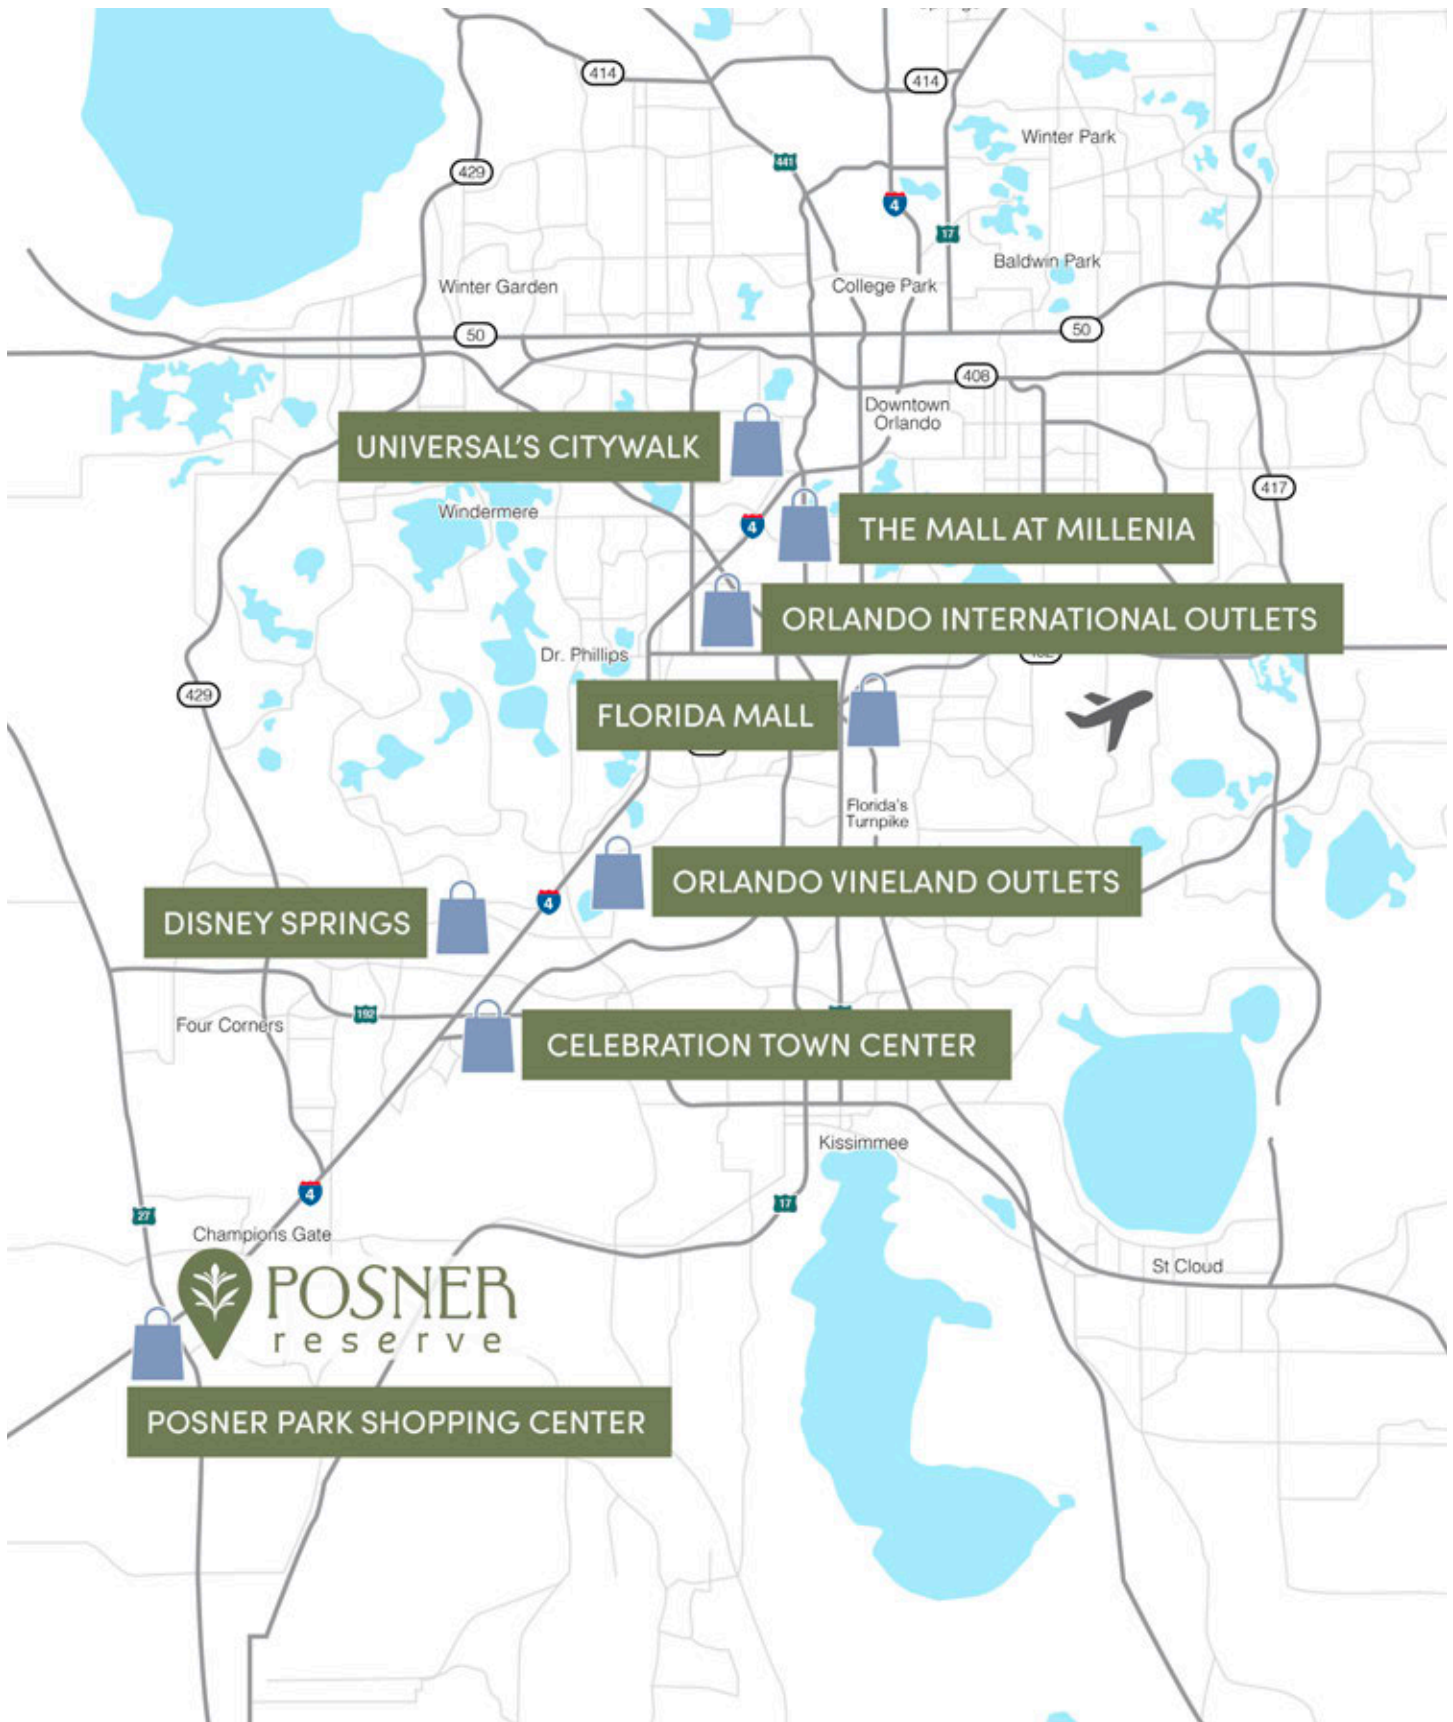 414
414
Winter Park
441
429
4
17
Baldwin Park
Winter Garden
College Park
50
50
408
Downtown
Orlando
UNIVERSAL'S CITYWALK
417
Windermere
4
THE MALL AT MILLENIA
ORLANDO INTERNATIONAL OUTLETS
Dr. Phillips
429
FLORIDA MALL
Florida's
Turnpike
ORLANDO VINELAND OUTLETS
4
DISNEY SPRINGS
192
Four Corners
CELEBRATION TOWN CENTER
Kissimmee
4
17
27
Champions Gate
St Cloud
POSNER
reserve
POSNER PARK SHOPPING CENTER